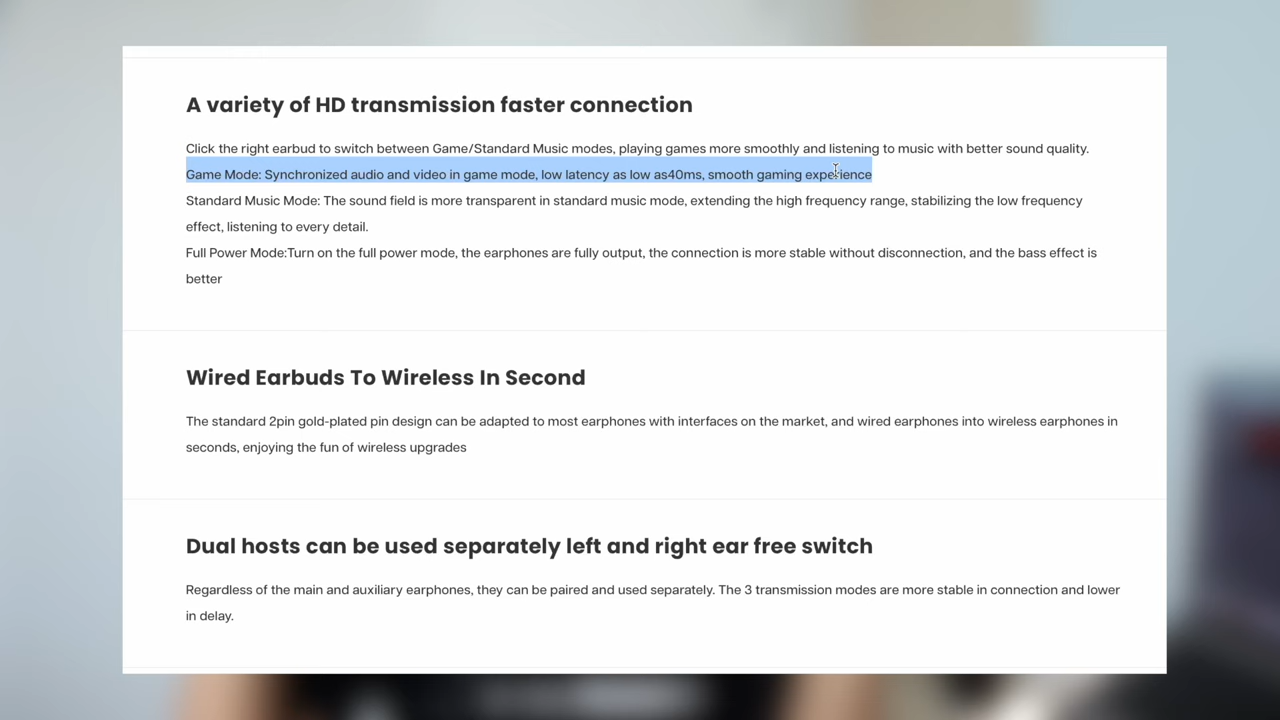 A variety of HD transmission faster connection
Click the right earbud to switch between Game/Standard Music modes, playing games more smoothly and listening to music with better sound quality.
Game Mode: Synchronized audio and video in game mode, low latency as low as40ms, smooth gaming experience
Standard Music Mode: The sound field is more transparent in standard music mode, extending the high frequency range, stabilizing the low frequency
effect, listening to every detail.
Full Power Mode:Turn on the full power mode, the earphones are fully output, the connection is more stable without disconnection, and the bass effect is
better
Wired Earbuds To Wireless In Second
The standard 2pin gold-plated pin design can be adapted to most earphones with interfaces on the market, and wired earphones into wireless earphones in
seconds, enjoying the fun of wireless upgrades
Dual hosts can be used separately left and right ear free switch
Regardless of the main and auxiliary earphones, they can be paired and used separately. The 3 transmission modes are more stable in connection and lower
in delay.